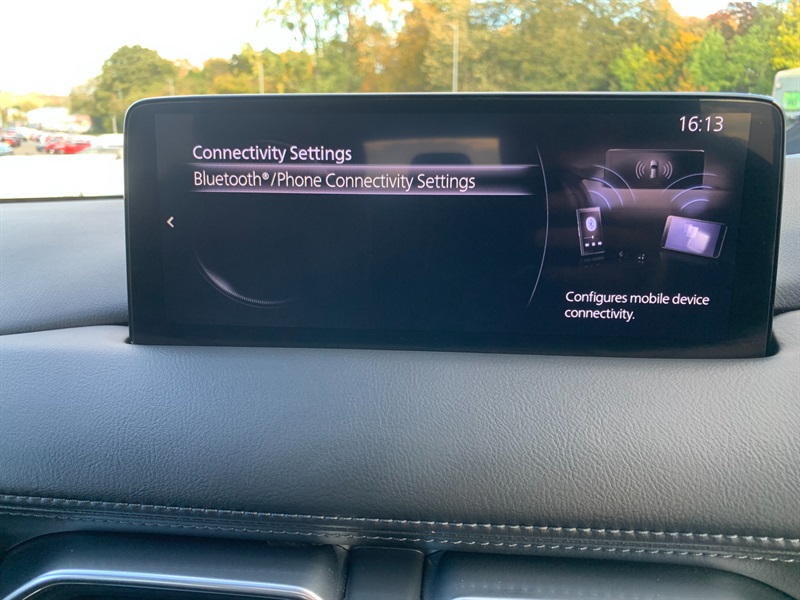 16:13
Connectivity Settings
Bluetooth®/Phone Connectivity Settings
Configures mobile device
connectivity.